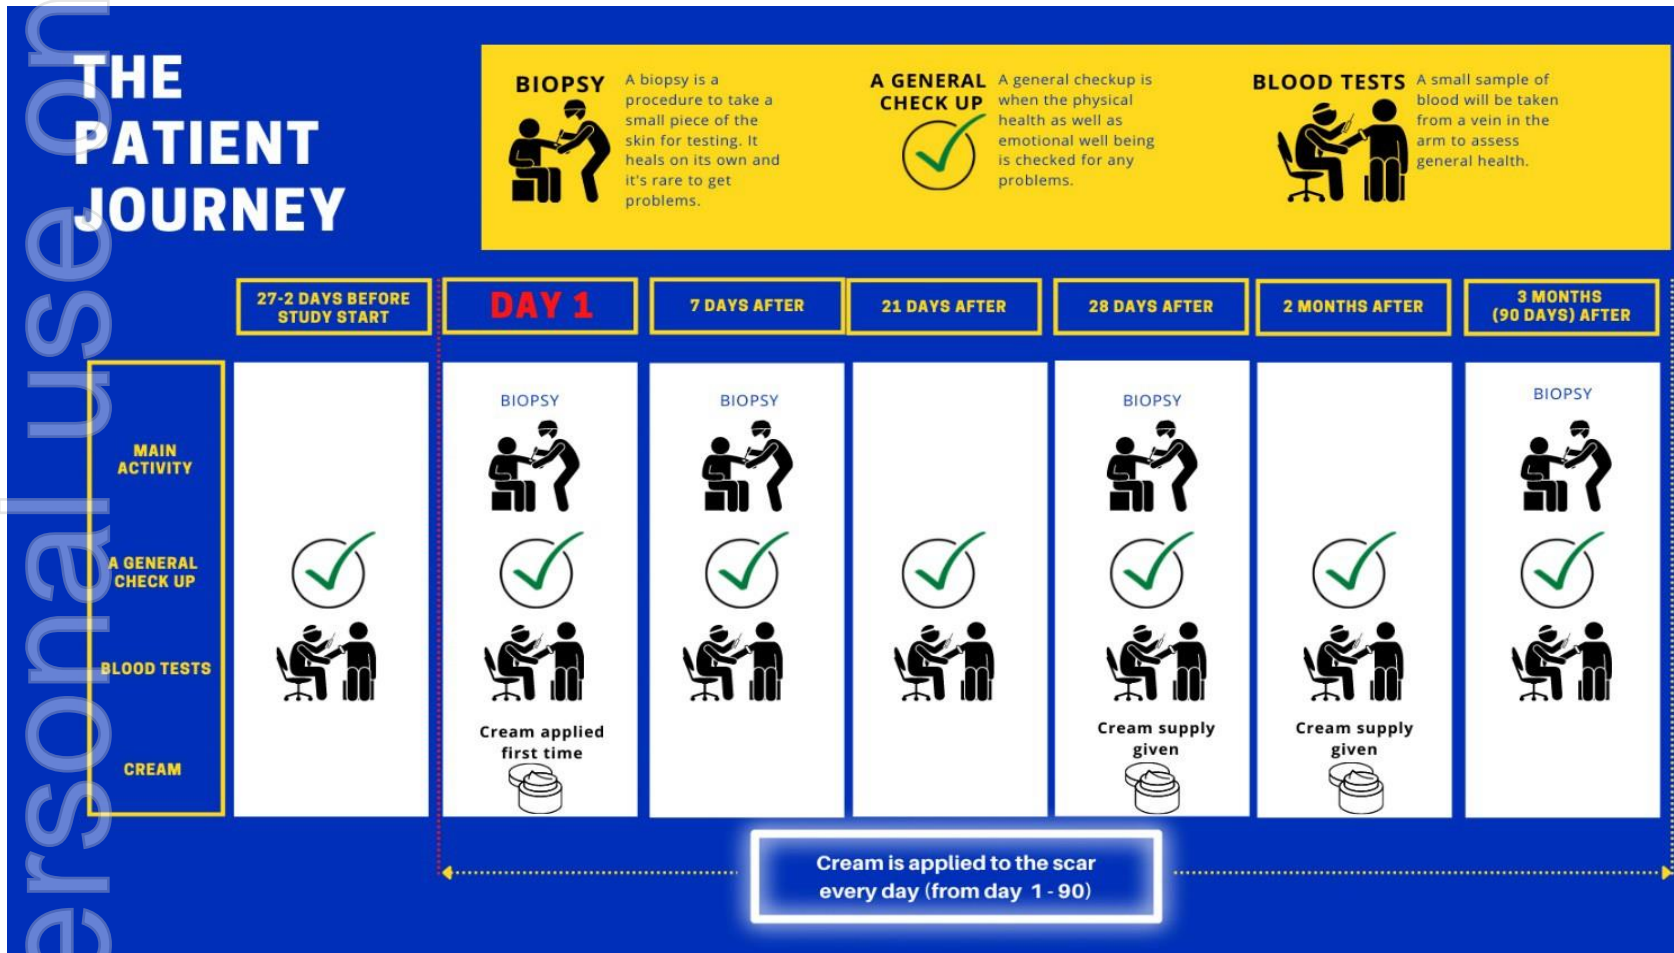 THE
PATIENT
JOURNEY
BIOPSY
A biopsy is a
procedure to take a
small piece of the
skin for testing. It
heals on its own and
it's rare to get
problems.
A GENERAL
CHECK UP
A general checkup is
when the physical
health as well as
emotional well being
is checked for any
problems.
BLOOD TESTS
A small sample of
blood will be taken
from a vein in the
arm to assess
general health.
27-2 DAYS BEFORE
STUDY START
DAY 1
7 DAYS AFTER
21 DAYS AFTER
28 DAYS AFTER
2 MONTHS AFTER
3 MONTHS
(90 DAYS) AFTER
MAIN
ACTIVITY
BIOPSY
BIOPSY
BIOPSY
BIOPSY
A GENERAL
CHECK UP
BLOOD TESTS
CREAM
Cream applied
first time
Cream supply
given
Cream supply
given
Cream is applied to the scar
every day (from day 1 - 90)
ersonal use on